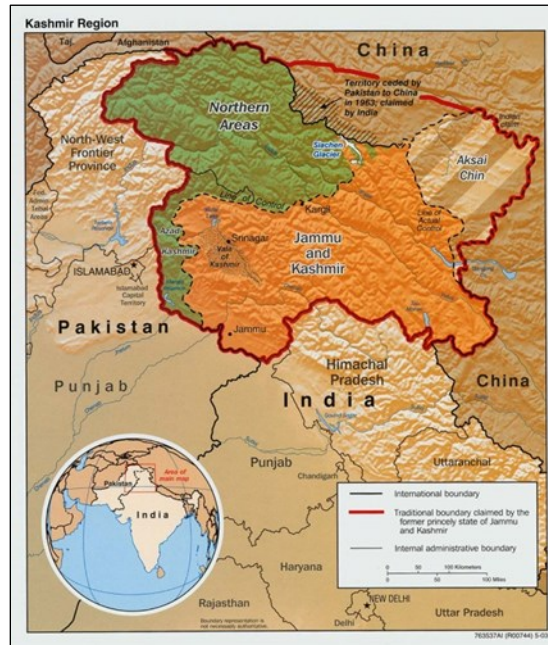 Kashmir Region
Taj.
Afghanistan
China
Territory ceded by
Pakistan to China
in 1963; claimed
by India
Northern
Areas
North-West
Frontier
Province
Siachen
Glacier
Aksai
Chin
Line of Control
Kargil
Line of
Actual
Control
Azad
Kashmir
Srinagar
Vale of
Kashmir
Jammu
and Kashmir
ISLAMABAD
Islamabad
Capital
Territory
Pakistan
Jammu
Himachal
Pradesh
China
Punjab
India
Punjab
Uttaranchal
Chandigarh
Pakistan
Area of
main map
India
International boundary
Traditional boundary claimed by the
former princely state of Jammu
and Kashmir
Internal administrative boundary
0 50 100 Kilometers
0 50 100 Miles
Haryana
Rajasthan
NEW DELHI
Delhi
Uttar Pradesh
Boundary representation is
not necessarily authoritative.
763537AI (R00744) 5-03